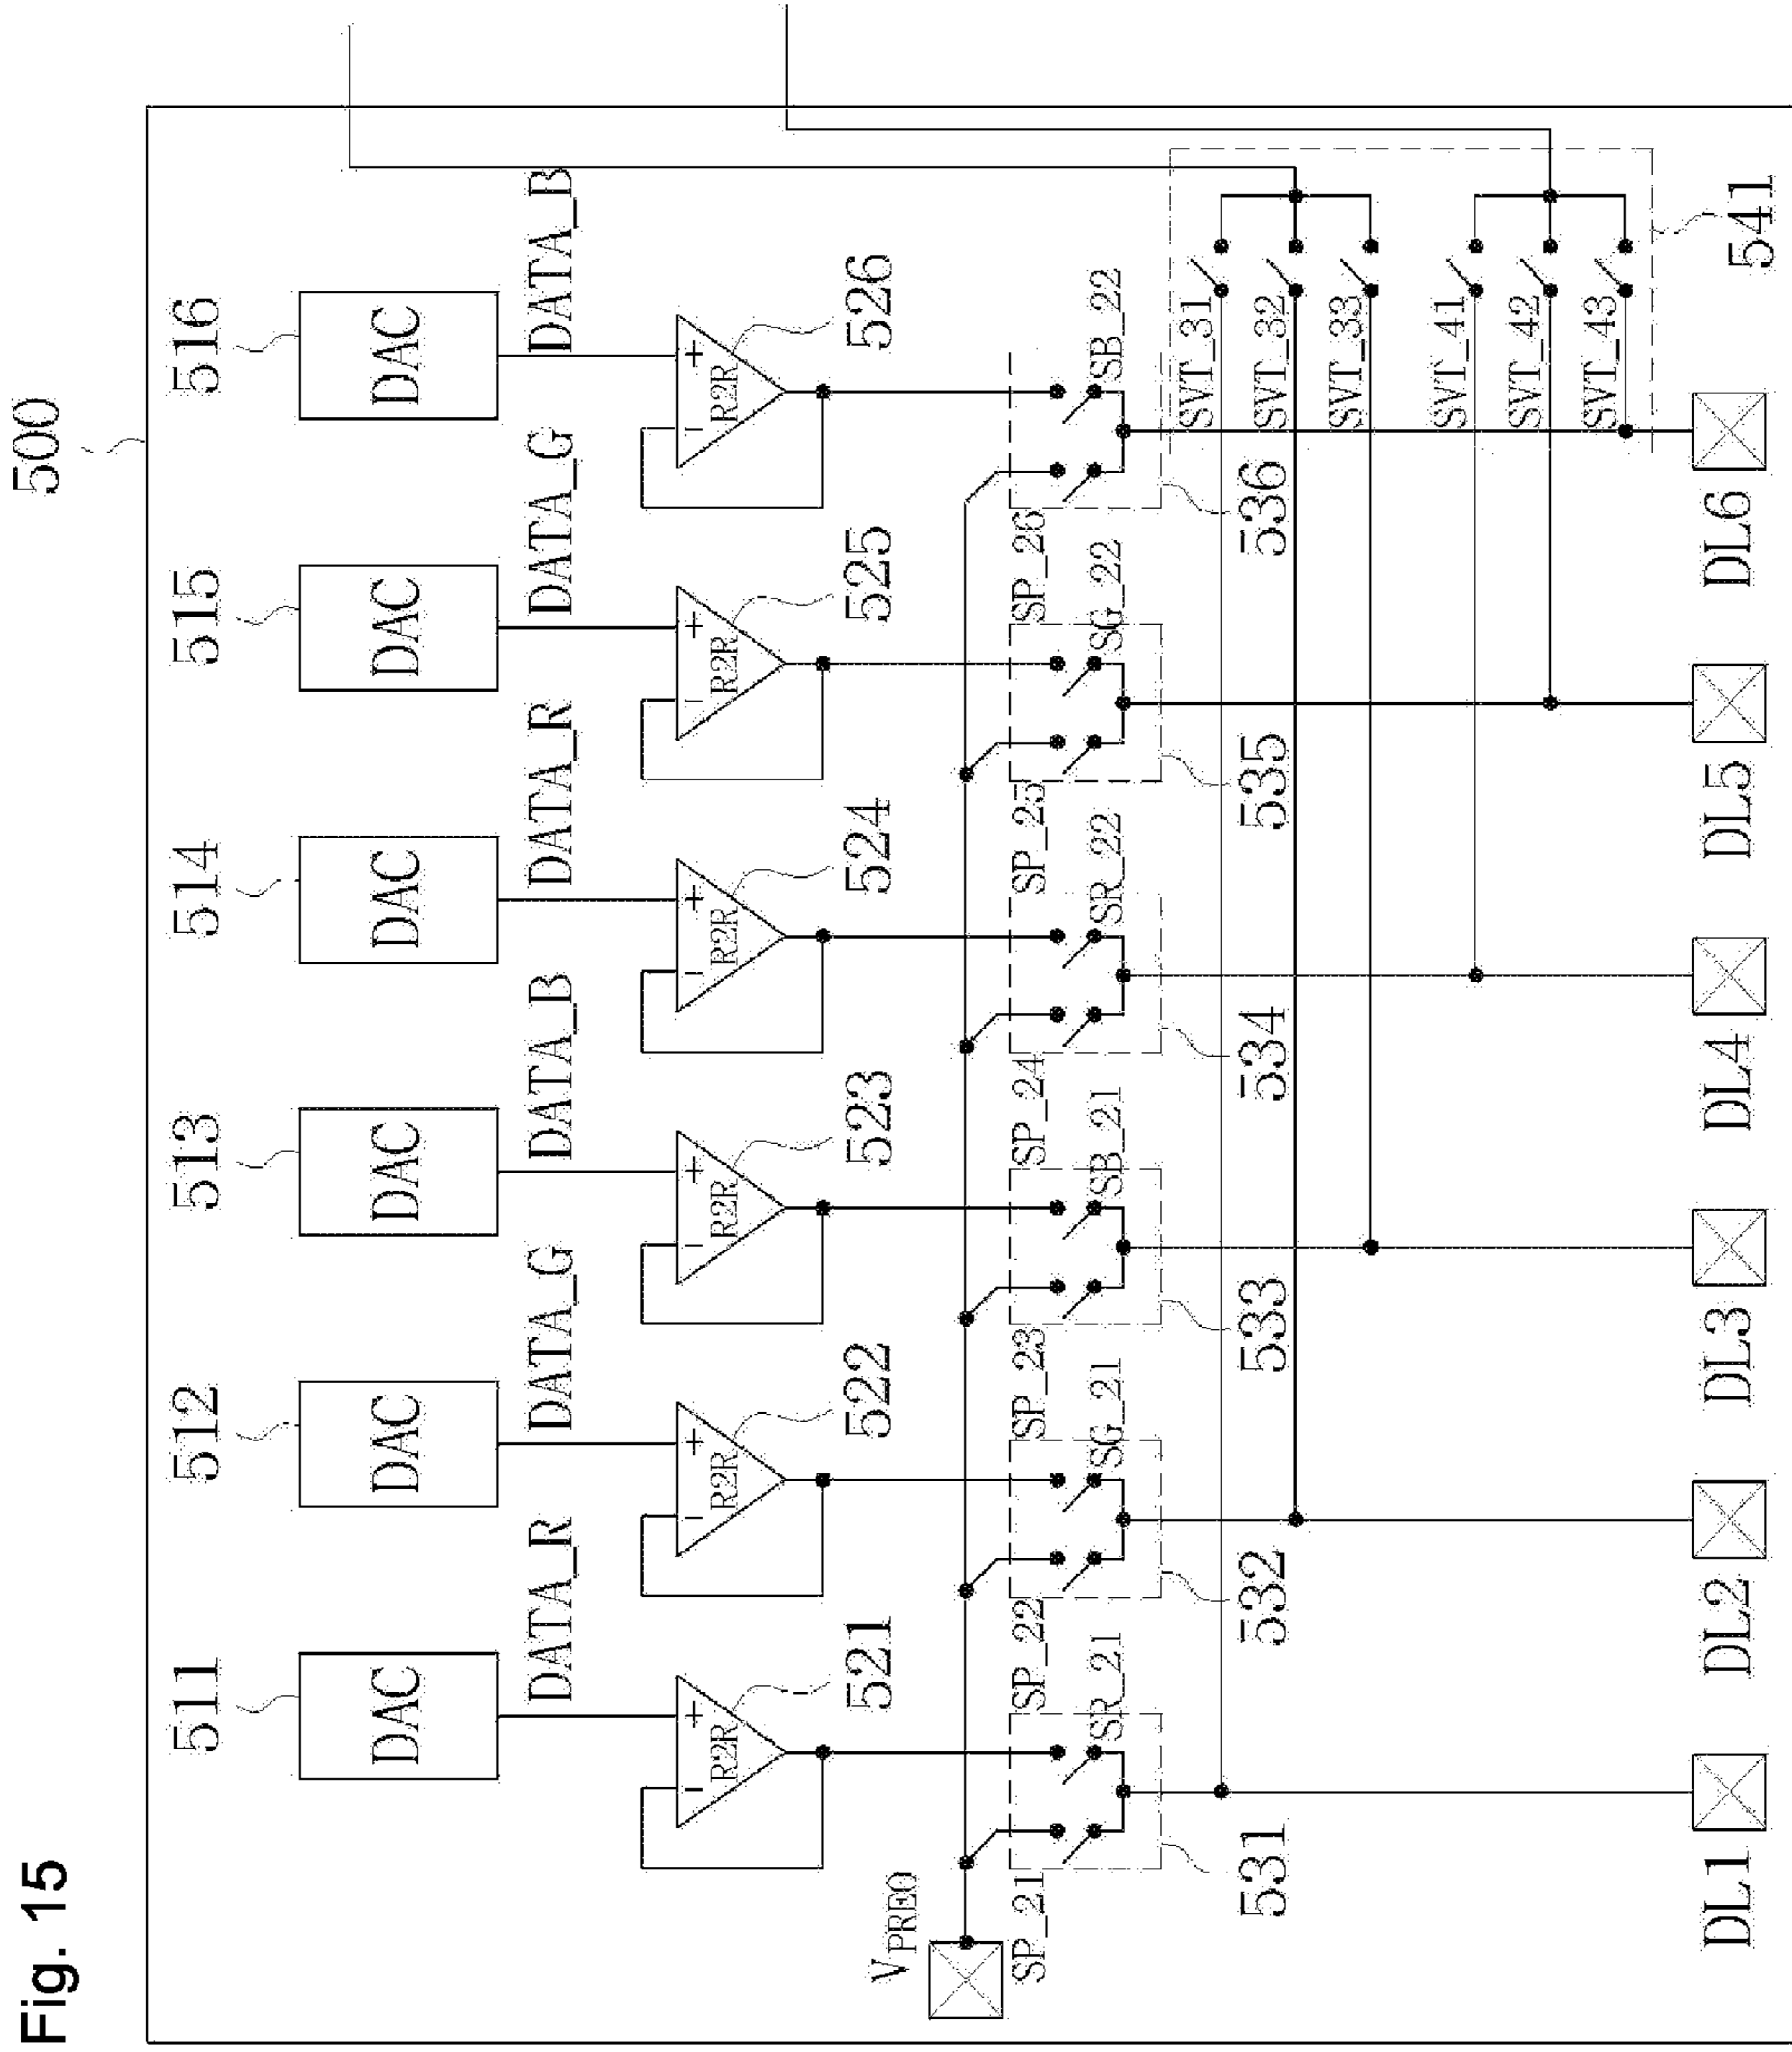 Fig. 15
500
511
512
513
514
515
516
DAC
DAC
DAC
DAC
DAC
DAC
DATA_R
DATA_G
DATA_B
DATA_R
DATA_G
DATA_B
+
+
+
+
+
+
−
−
−
−
−
−
R2R
R2R
R2R
R2R
R2R
R2R
521
522
523
524
525
526
VPRE0
SP_21
SP_22
SP_23
SP_24
SP_25
SP_26
SR_21
SG_21
SB_21
SR_22
SG_22
SB_22
531
532
533
534
535
536
SVT_31
SVT_32
SVT_33
SVT_41
SVT_42
SVT_43
541
DL1
DL2
DL3
DL4
DL5
DL6